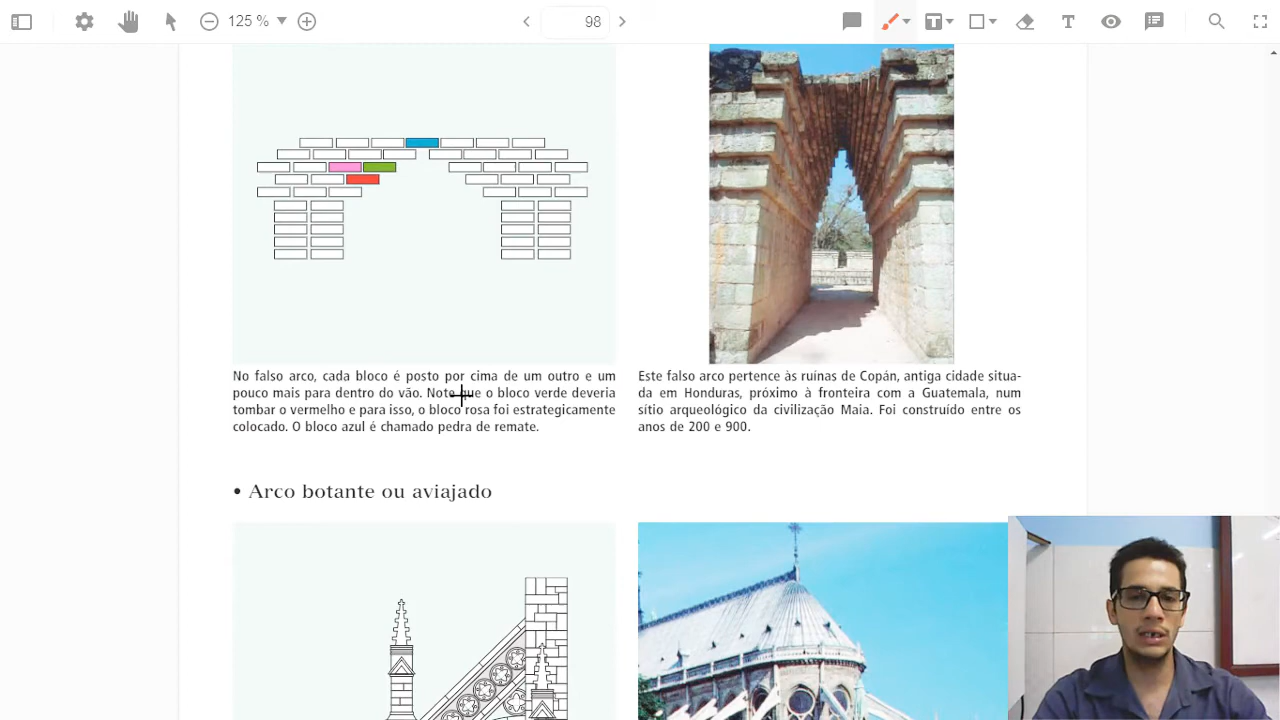 125 %
98
No falso arco, cada bloco é posto por cima de um outro e um
pouco mais para dentro do vão. Note que o bloco verde deveria
tombar o vermelho e para isso, o bloco rosa foi estrategicamente
colocado. O bloco azul é chamado pedra de remate.
Este falso arco pertence às ruínas de Copán, antiga cidade situa-
da em Honduras, próximo à fronteira com a Guatemala, num
sítio arqueológico da civilização Maia. Foi construído entre os
anos de 200 e 900.
• Arco botante ou aviajado